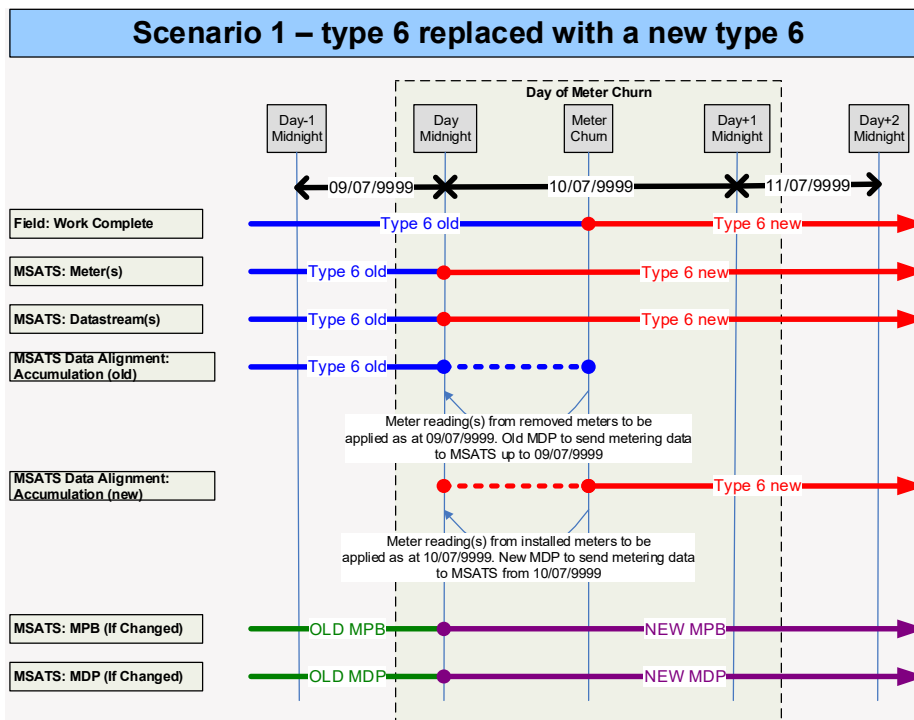 Scenario 1 – type 6 replaced with a new type 6
Day of Meter Churn
Day-1
Midnight
Day
Midnight
Meter
Churn
Day+1
Midnight
Day+2
Midnight
09/07/9999
10/07/9999
11/07/9999
Field: Work Complete
Type 6 old
Type 6 new
MSATS: Meter(s)
Type 6 old
Type 6 new
MSATS: Datastream(s)
Type 6 old
Type 6 new
MSATS Data Alignment:
Accumulation (old)
Type 6 old
Meter reading(s) from removed meters to be
applied as at 09/07/9999. Old MDP to send metering data
to MSATS up to 09/07/9999
MSATS Data Alignment:
Accumulation (new)
Type 6 new
Meter reading(s) from installed meters to be
applied as at 10/07/9999. New MDP to send metering data
to MSATS from 10/07/9999
MSATS: MPB (If Changed)
OLD MPB
NEW MPB
MSATS: MDP (If Changed)
OLD MDP
NEW MDP